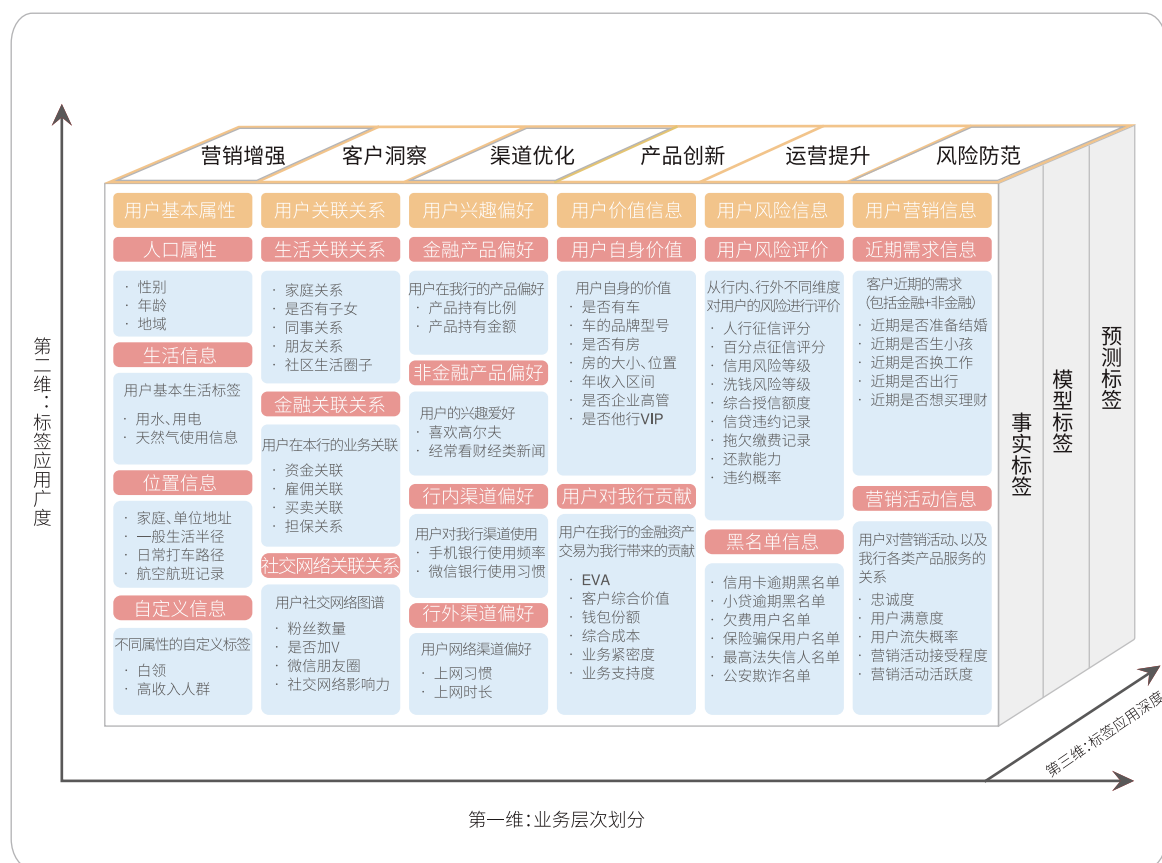 营销增强
客户洞察
渠道优化
产品创新
运营提升
风险防范
第二维：标签应用广度
用户基本属性
人口属性
· 性别
· 年龄
· 地域
生活信息
用户基本生活标签
· 用水、用电
· 天然气使用信息
位置信息
· 家庭、单位地址
· 一般生活半径
· 日常打车路径
· 航空航班记录
自定义信息
不同属性的自定义标签
· 白领
· 高收入人群
用户关联关系
生活关联关系
· 家庭关系
· 是否有子女
· 同事关系
· 朋友关系
· 社区生活圈子
金融关联关系
用户在本行的业务关联
· 资金关联
· 雇佣关联
· 买卖关联
· 担保关系
社交网络关联关系
用户社交网络图谱
· 粉丝数量
· 是否加V
· 微信朋友圈
· 社交网络影响力
用户兴趣偏好
金融产品偏好
用户在我行的产品偏好
· 产品持有比例
· 产品持有金额
非金融产品偏好
用户的兴趣爱好
· 喜欢高尔夫
· 经常看财经类新闻
行内渠道偏好
用户对我行渠道使用
· 手机银行使用频率
· 微信银行使用习惯
行外渠道偏好
用户网络渠道偏好
· 上网习惯
· 上网时长
用户价值信息
用户自身价值
用户自身的价值
· 是否有车
· 车的品牌型号
· 是否有房
· 房的大小、位置
· 年收入区间
· 是否企业高管
· 是否他行VIP
用户对我行贡献
用户在我行的金融资产
交易为我行带来的贡献
· EVA
· 客户综合价值
· 钱包份额
· 综合成本
· 业务紧密度
· 业务支持度
用户风险信息
用户风险评价
从行内、行外不同维度
对用户的风险进行评价
· 人行征信评分
· 百分点征信评分
· 信用风险等级
· 洗钱风险等级
· 综合授信额度
· 信贷违约记录
· 拖欠缴费记录
· 还款能力
· 违约概率
黑名单信息
· 信用卡逾期黑名单
· 小贷逾期黑名单
· 欠费用户名单
· 保险骗保用户名单
· 最高法失信人名单
· 公安欺诈名单
用户营销信息
近期需求信息
客户近期的需求
(包括金融+非金融)
· 近期是否准备结婚
· 近期是否生小孩
· 近期是否换工作
· 近期是否出行
· 近期是否想买理财
营销活动信息
用户对营销活动、以及
我行各类产品服务的
关系
· 忠诚度
· 用户满意度
· 用户流失概率
· 营销活动接受程度
· 营销活动活跃度
事实标签
模型标签
预测标签
第三维：标签应用深度
第一维：业务层次划分